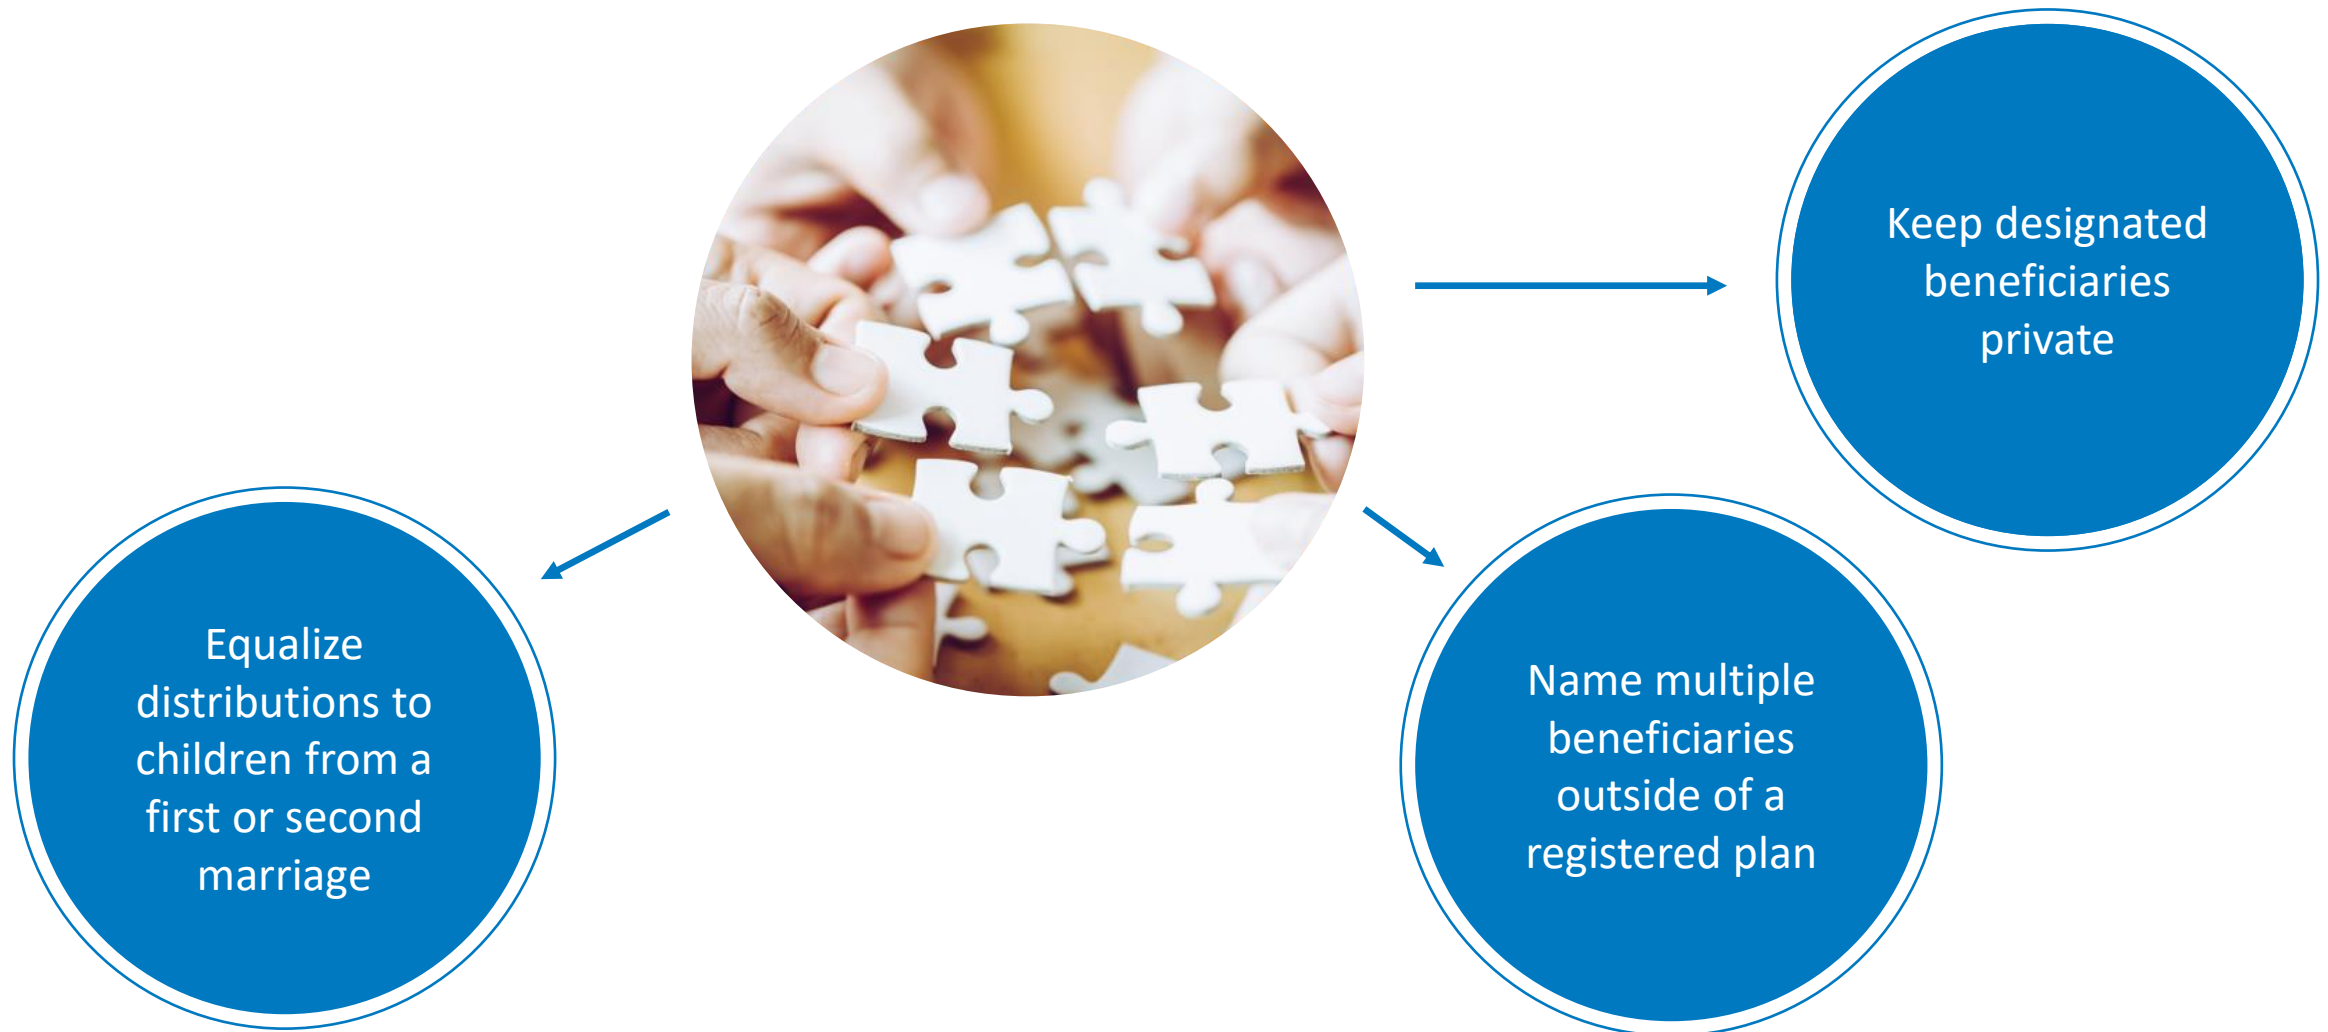 Keep designated
beneficiaries
private
Equalize
distributions to
children from a
first or second
marriage
Name multiple
beneficiaries
outside of a
registered plan